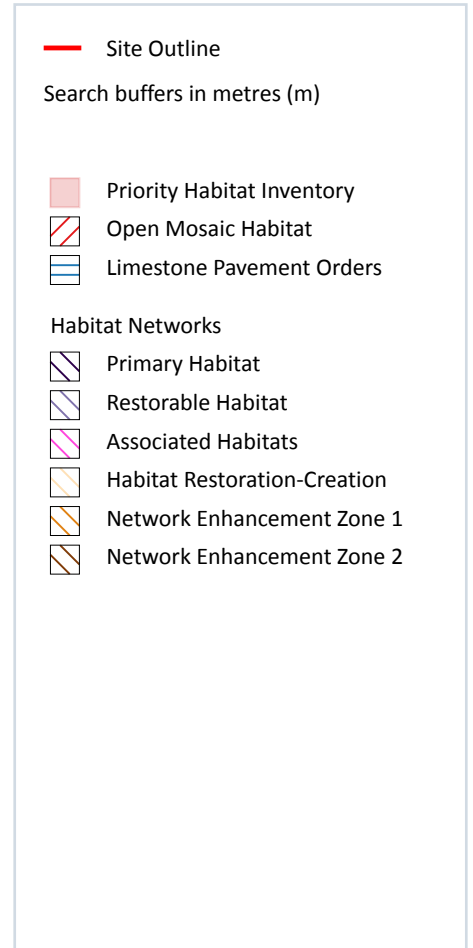 Site Outline
Search buffers in metres (m)
Priority Habitat Inventory
Open Mosaic Habitat
Limestone Pavement Orders
Habitat Networks
Primary Habitat
Restorable Habitat
Associated Habitats
Habitat Restoration-Creation
Network Enhancement Zone 1
Network Enhancement Zone 2